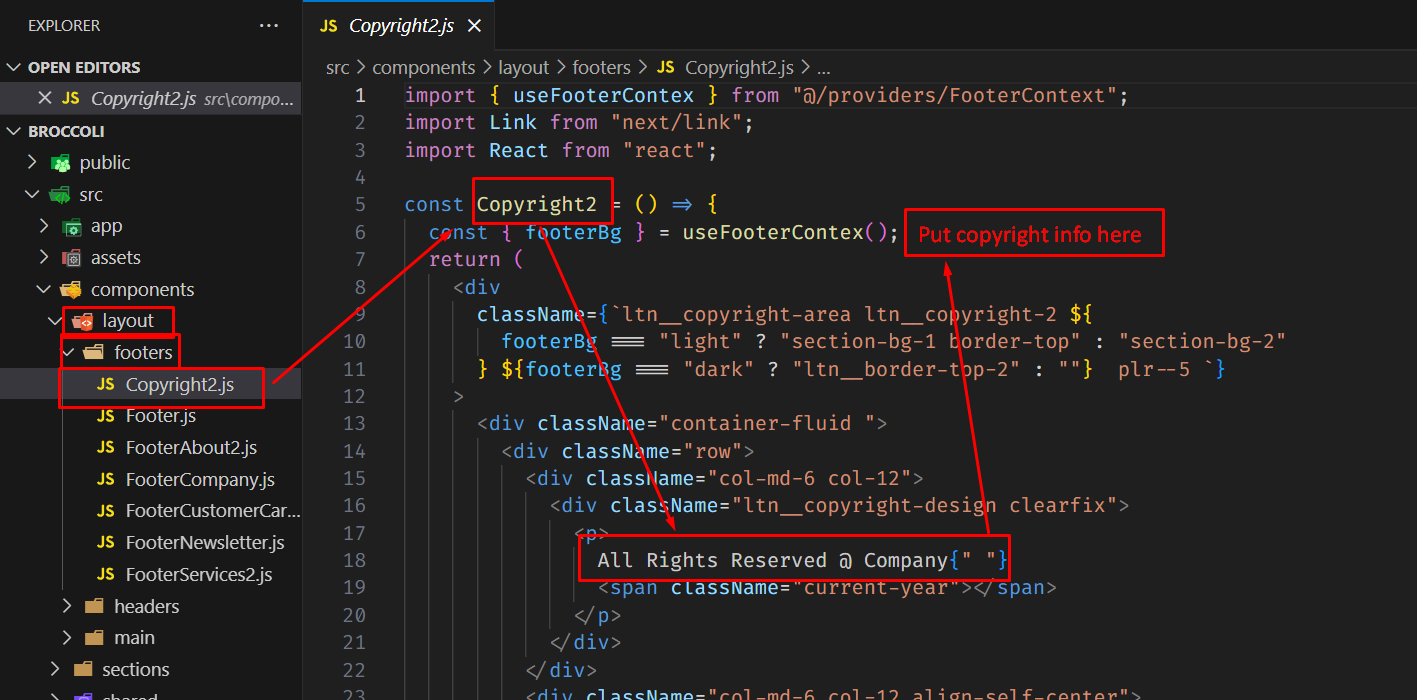 EXPLORER ···
OPEN EDITORS
JS Copyright2.js src\compo...
BROCCOLI
public
src
app
assets
components
layout
footers
JS Copyright2.js
JS Footer.js
JS FooterAbout2.js
JS FooterCompany.js
JS FooterCustomerCar...
JS FooterNewsletter.js
JS FooterServices2.js
headers
main
sections
shared
JS Copyright2.js
src > components > layout > footers > JS Copyright2.js > ...
1 import { useFooterContex } from "@/providers/FooterContext";
2 import Link from "next/link";
3 import React from "react";
4
5 const Copyright2 = () => {
6 const { footerBg } = useFooterContex();
Put copyright info here
7 return (
8 <div
9 className={`ltn__copyright-area ltn__copyright-2 ${
10 footerBg === "light" ? "section-bg-1 border-top" : "section-bg-2"
11 } ${footerBg === "dark" ? "ltn__border-top-2" : ""} plr--5 `}
12 >
13 <div className="container-fluid ">
14 <div className="row">
15 <div className="col-md-6 col-12">
16 <div className="ltn__copyright-design clearfix">
17 <p>
18 All Rights Reserved @ Company{" "}
19 <span className="current-year"></span>
20 </p>
21 </div>
22 </div>
23 <div className="col-md-6 col-12 align-self-center">